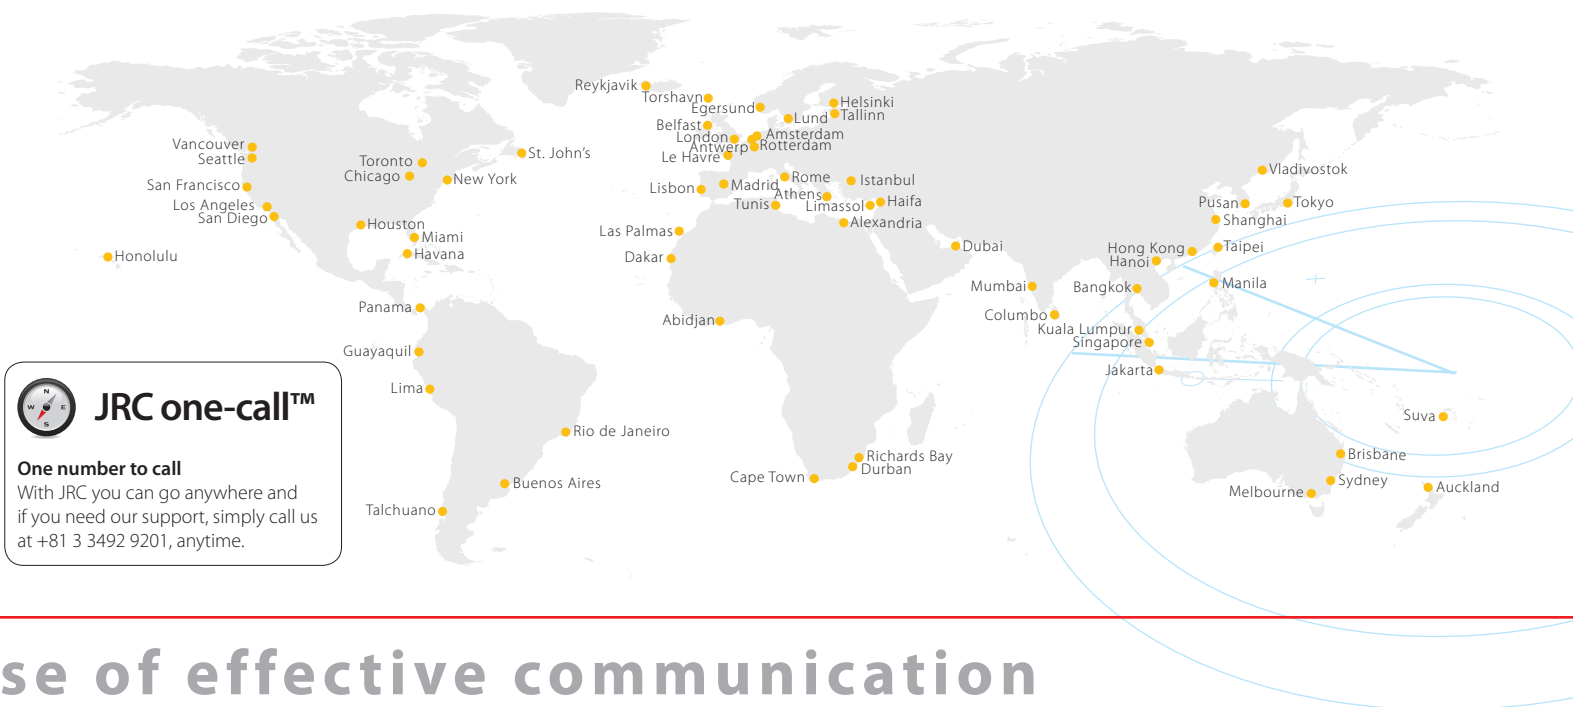 Reykjavik
Torshavn
Egersund
Helsinki
Tallinn
Lund
Belfast
London
Amsterdam
Antwerp
Rotterdam
Le Havre
Vancouver
Seattle
Toronto
Chicago
St. John's
New York
San Francisco
Los Angeles
San Diego
Houston
Miami
Havana
Honolulu
Lisbon
Madrid
Rome
Athens
Istanbul
Tunis
Limassol
Haifa
Alexandria
Las Palmas
Dakar
Dubai
Vladivostok
Pusan
Tokyo
Shanghai
Hong Kong
Taipei
Hanoi
Mumbai
Bangkok
Manila
Columbo
Kuala Lumpur
Singapore
Jakarta
Panama
Abidjan
Guayaquil
Lima
Rio de Janeiro
Buenos Aires
Talchuano
Cape Town
Richards Bay
Durban
Suva
Brisbane
Sydney
Melbourne
Auckland
N
W E
S
JRC one-call™
One number to call
With JRC you can go anywhere and
if you need our support, simply call us
at +81 3 3492 9201, anytime.
se of effective communication